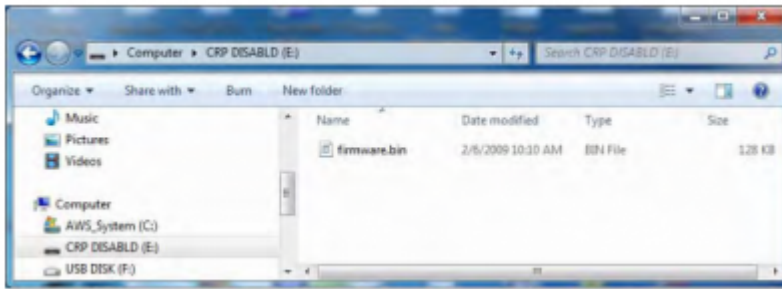 Computer ▸ CRP DISABLD (E:)
Search CRP DISABLD (E:)
Organize ▾ Share with ▾ Burn New folder
Music
Pictures
Videos
Computer
AWS_System (C:)
CRP DISABLD (E:)
USB DISK (F:)
Name Date modified Type Size
firmware.bin 2/6/2009 10:10 AM BIN File 128 KB